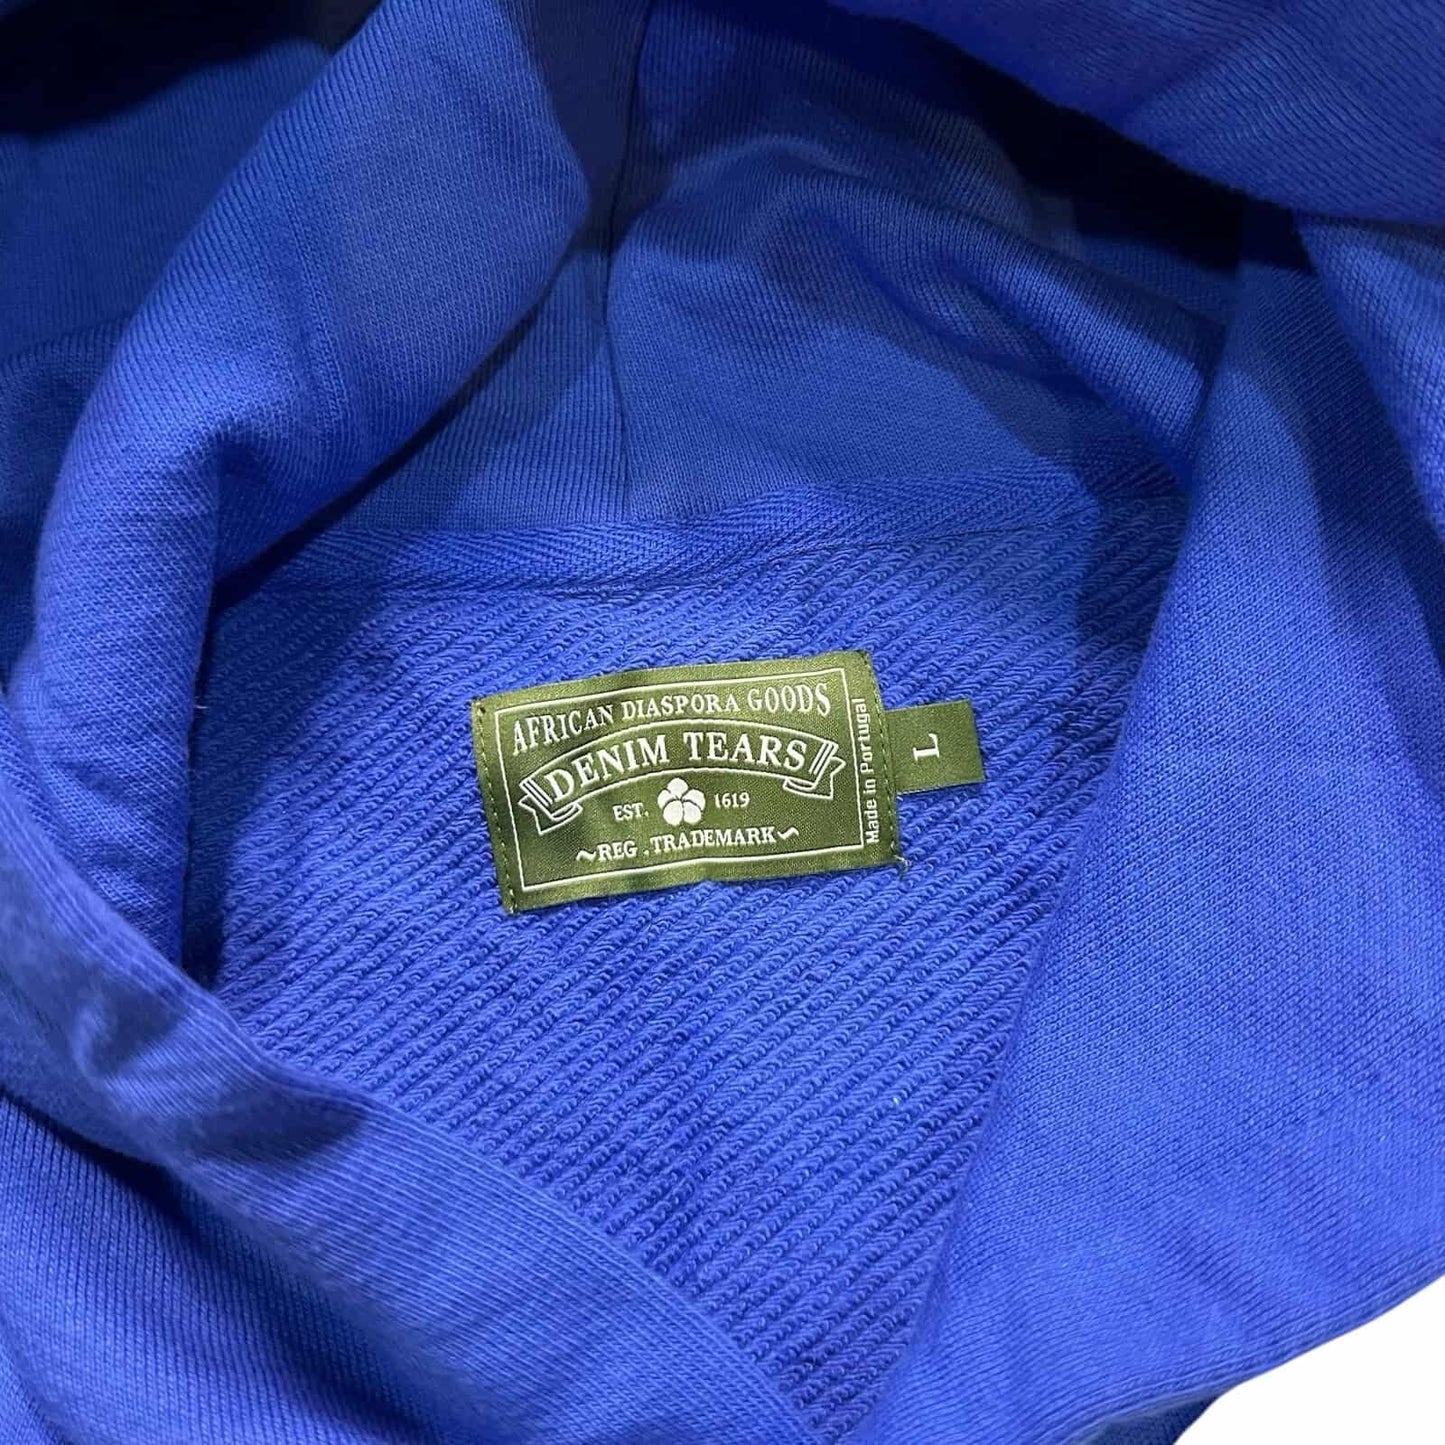 AFRICAN DIASPORA GOODS
DENIM TEARS
EST. 1619
~REG .TRADEMARK~
Made in Portugal
L